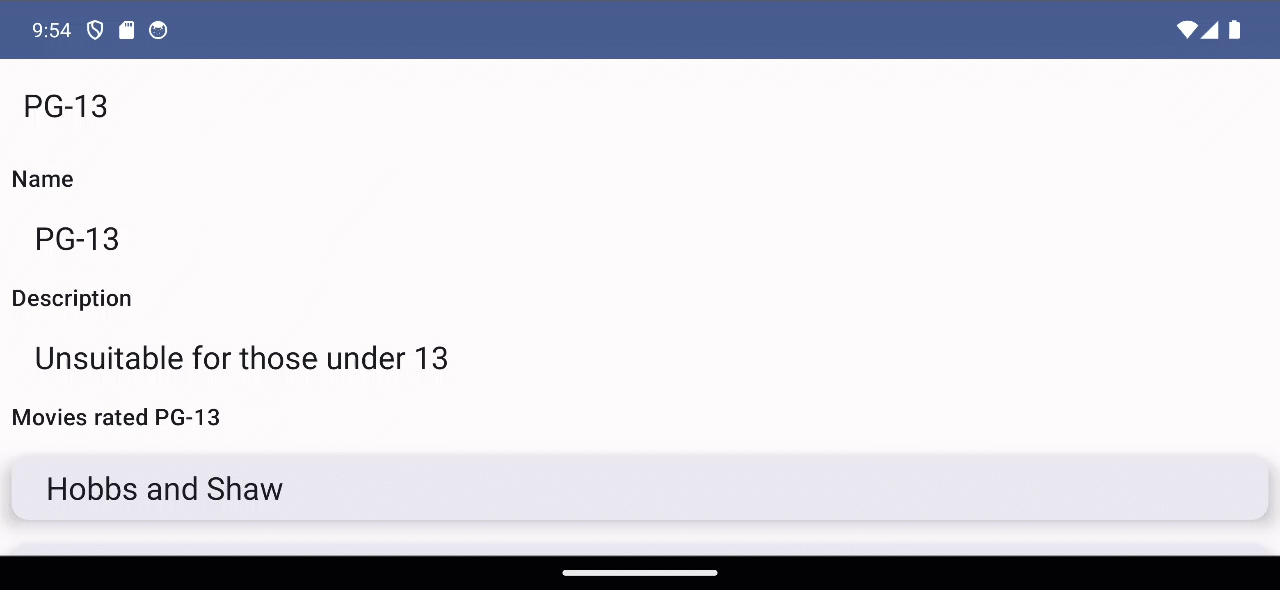 9:54
PG-13
Name
PG-13
Description
Unsuitable for those under 13
Movies rated PG-13
Hobbs and Shaw